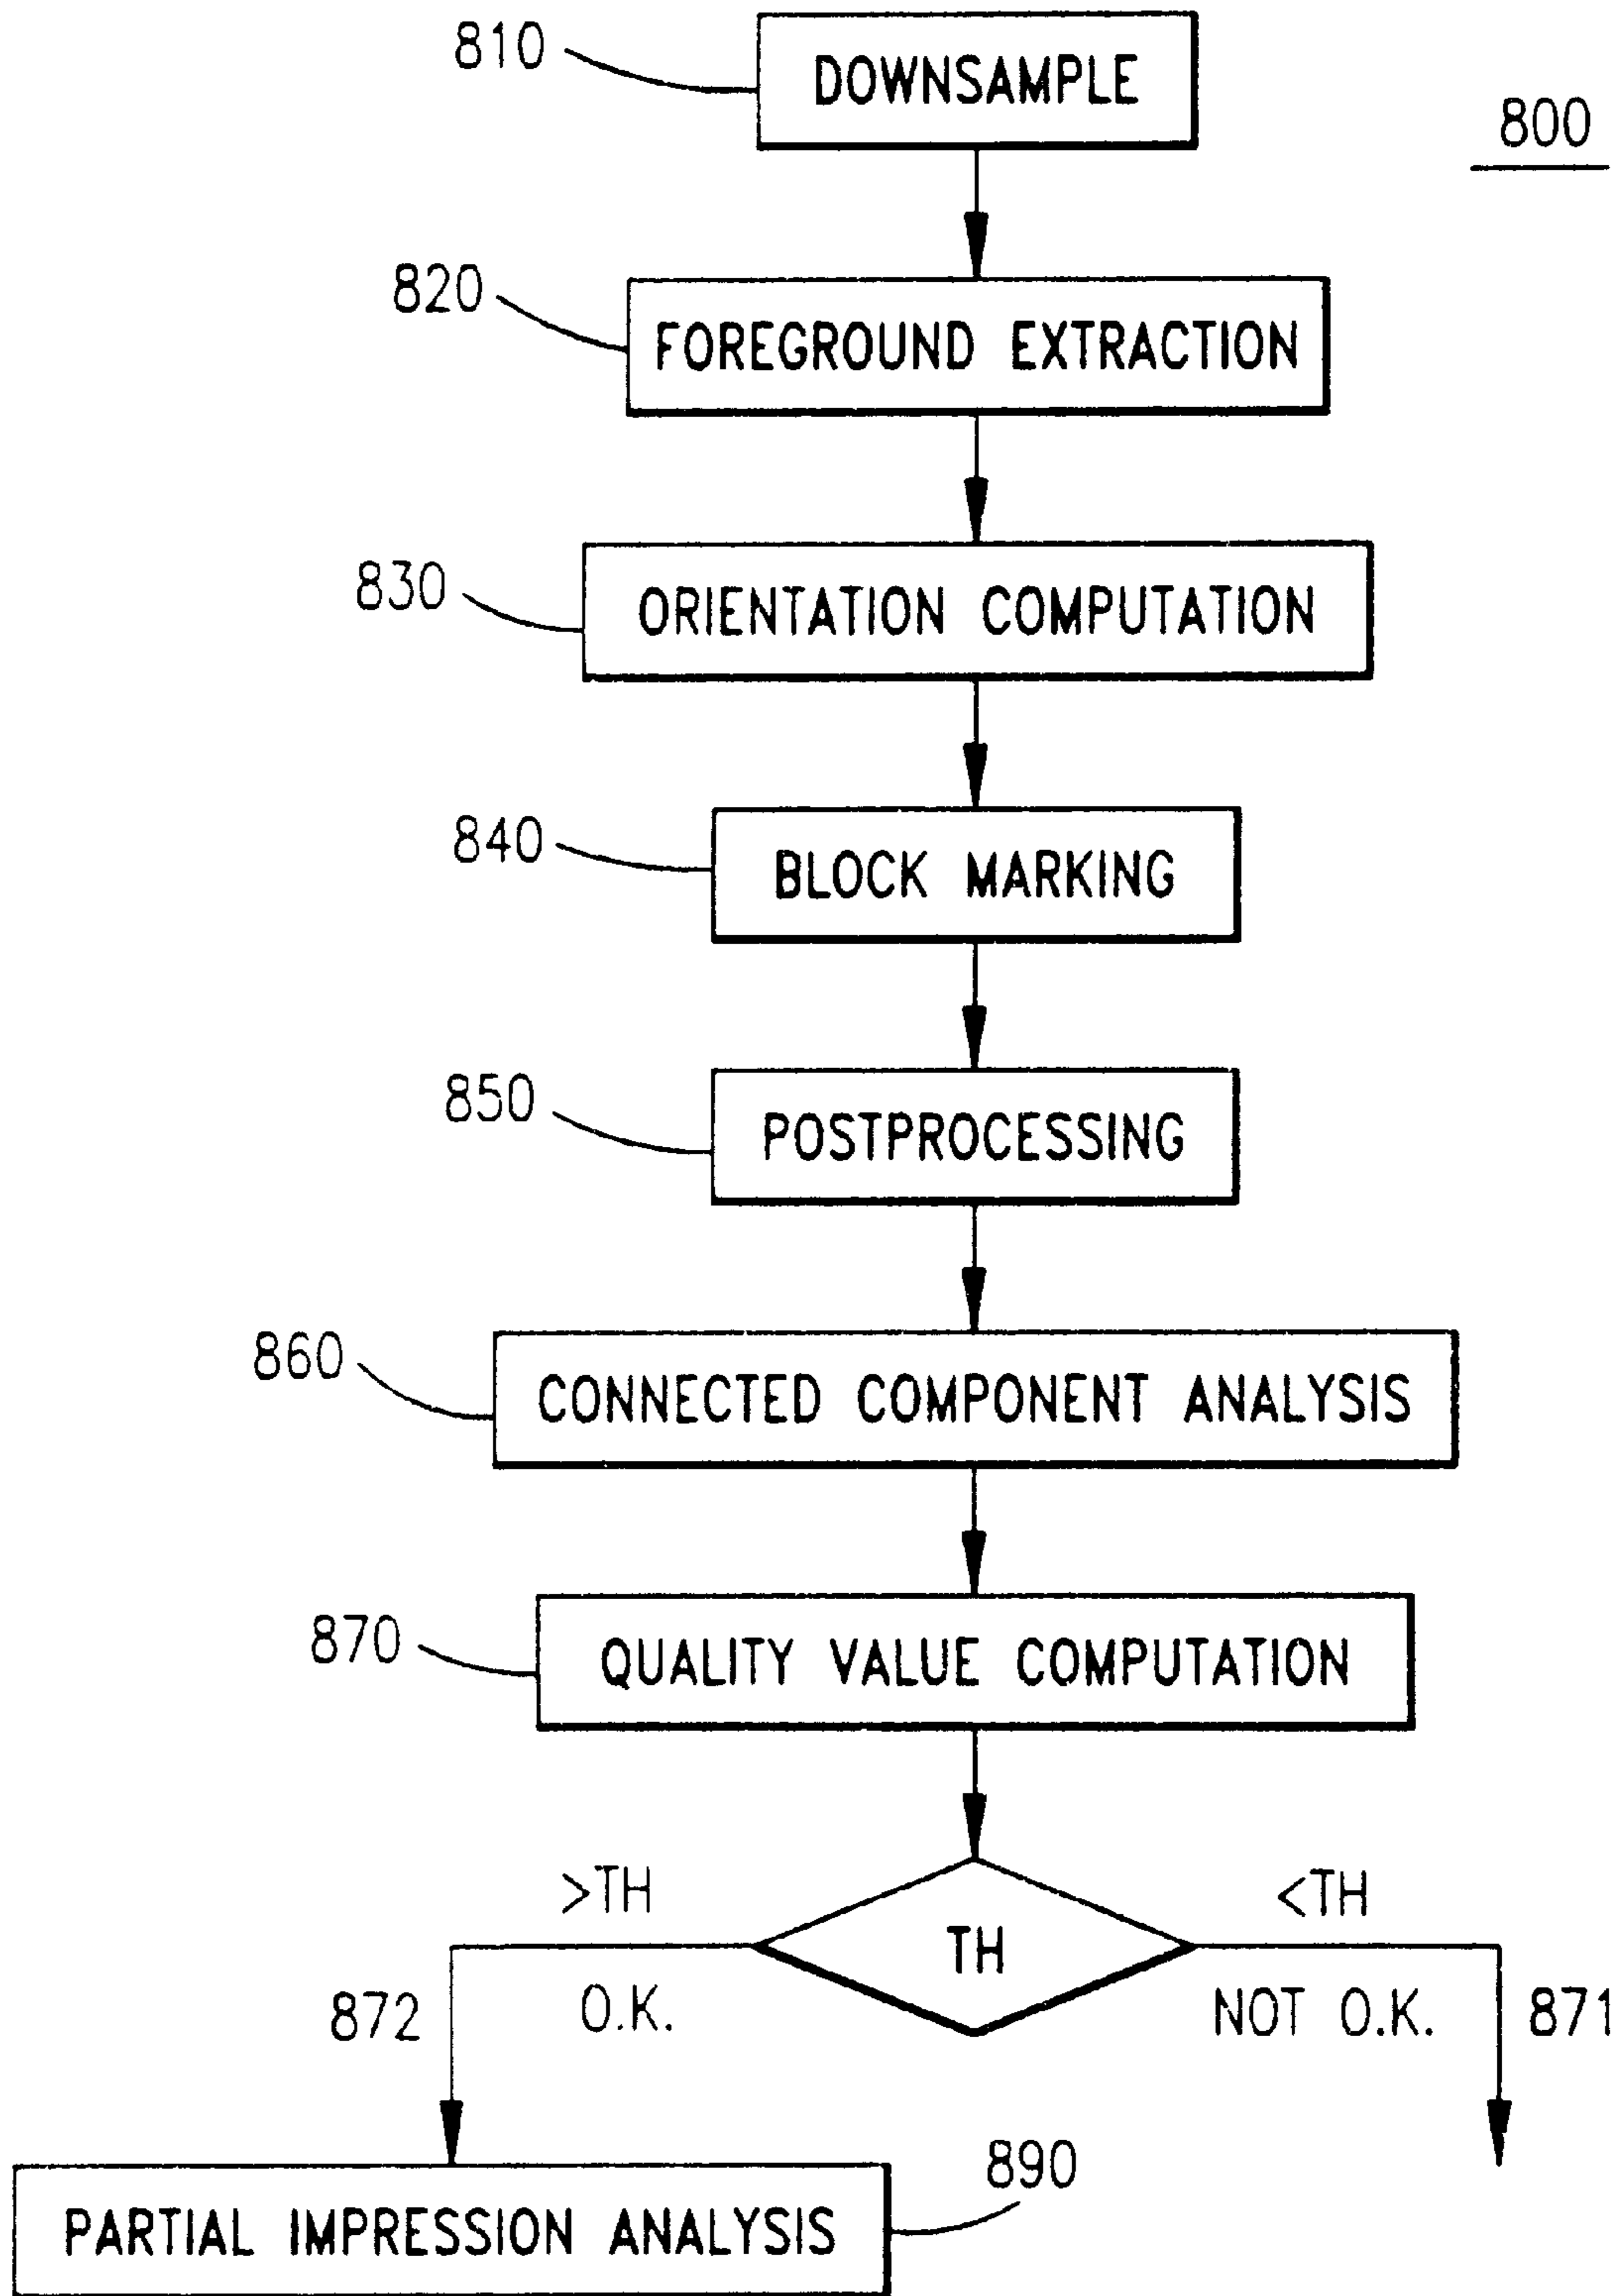 810
DOWNSAMPLE
800
820
FOREGROUND EXTRACTION
830
ORIENTATION COMPUTATION
840
BLOCK MARKING
850
POSTPROCESSING
860
CONNECTED COMPONENT ANALYSIS
870
QUALITY VALUE COMPUTATION
>TH
<TH
TH
872
O.K.
NOT O.K.
871
890
PARTIAL IMPRESSION ANALYSIS